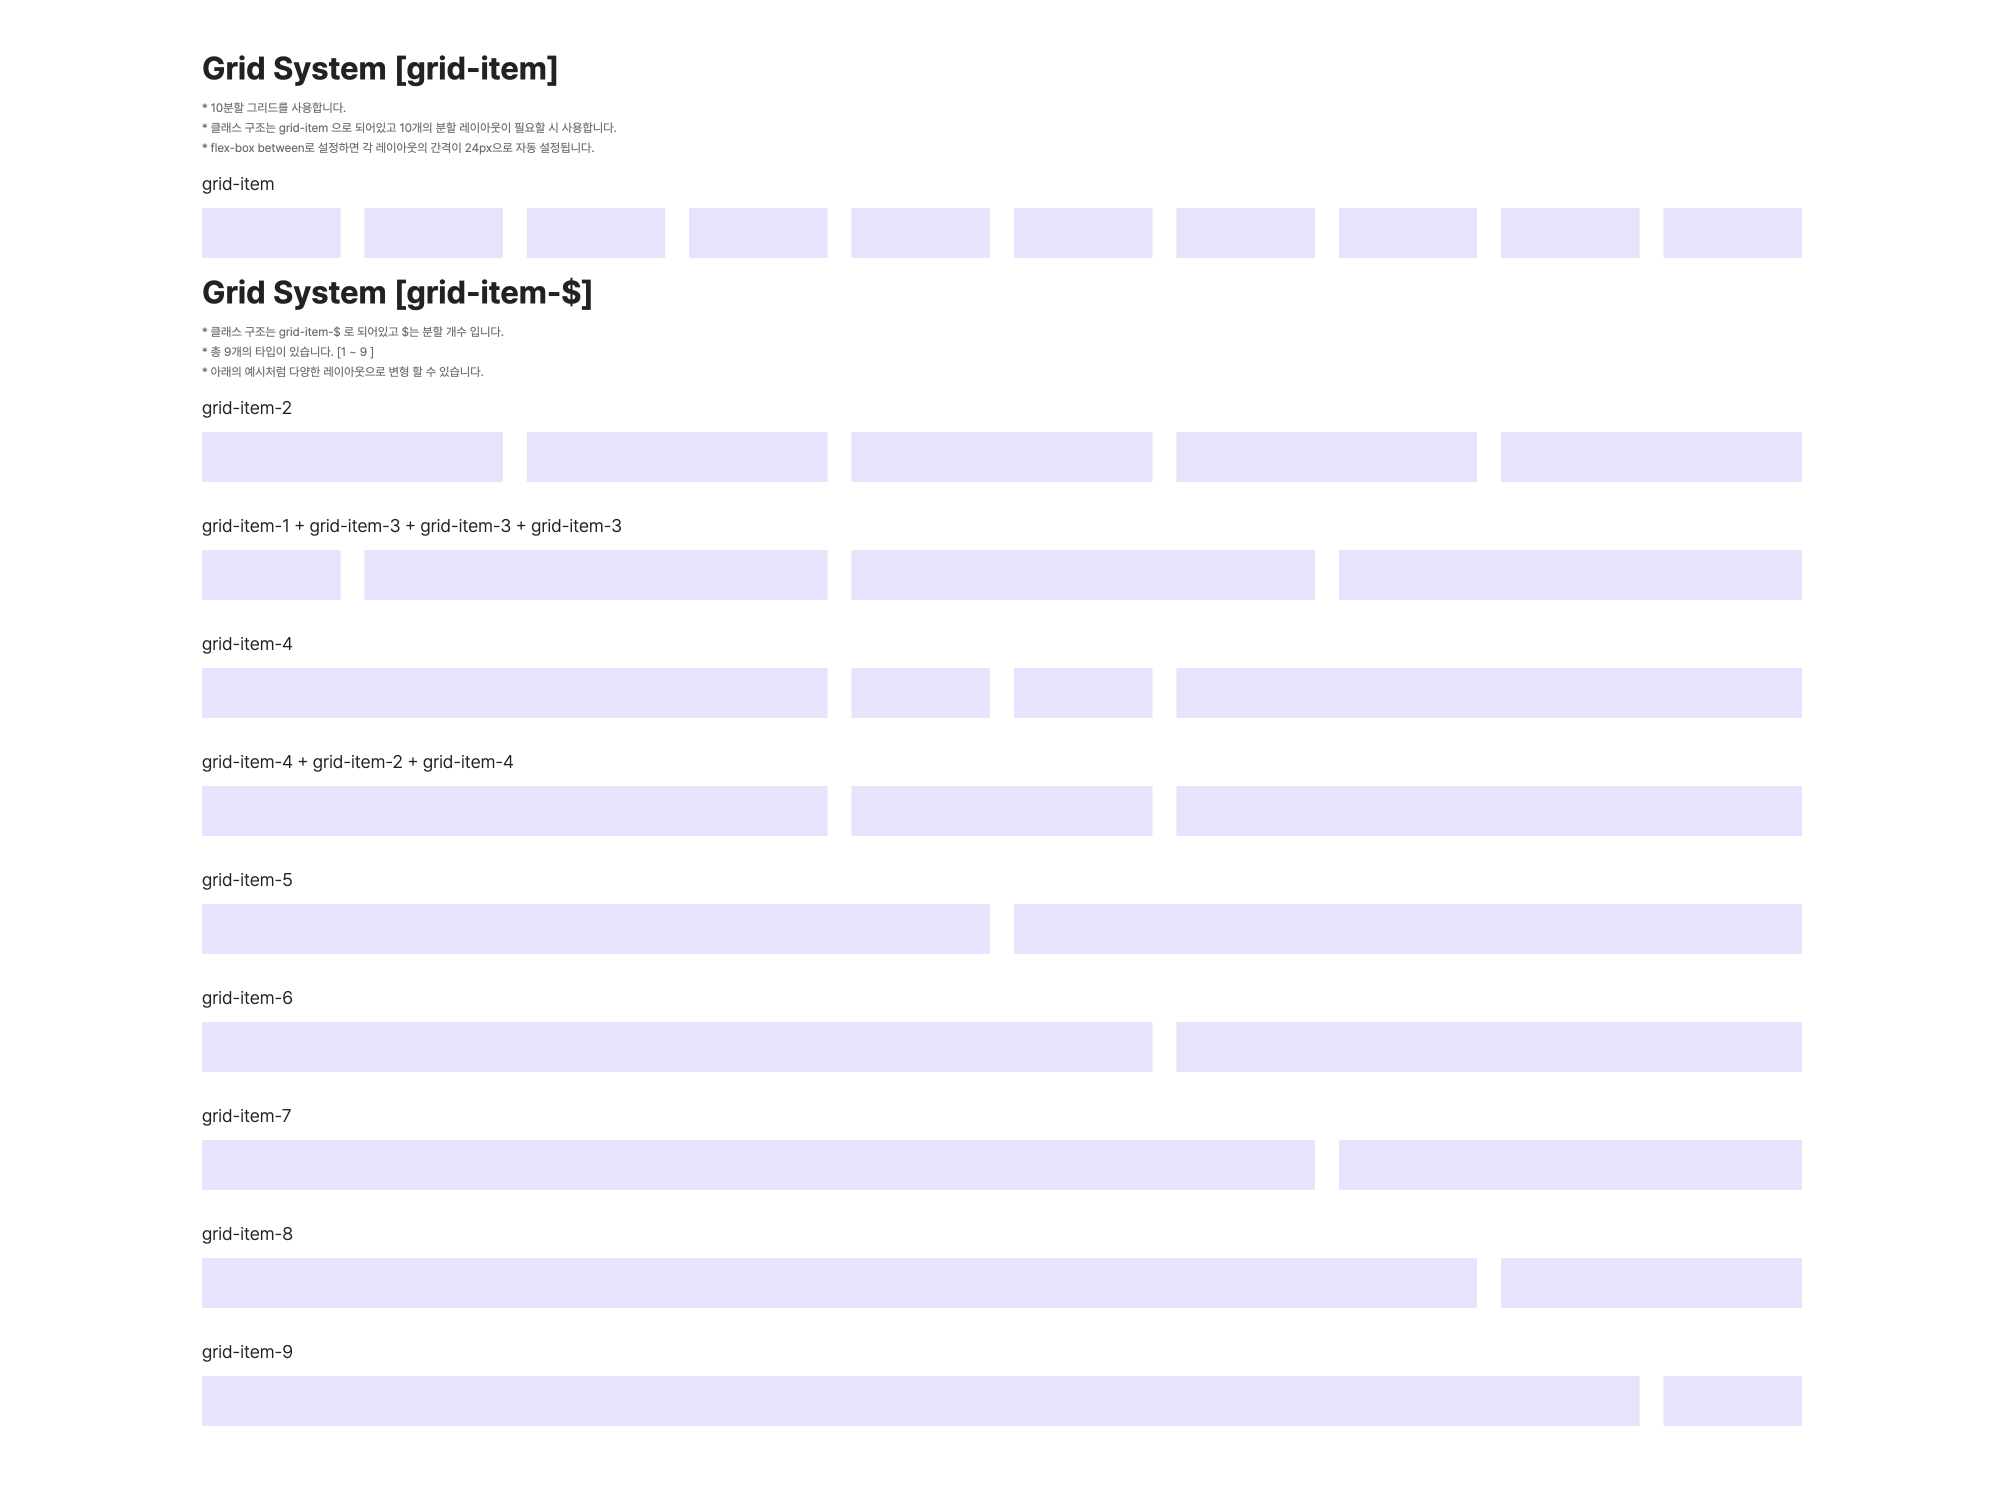 Grid System [grid-item]
* 10분할 그리드를 사용합니다.
* 클래스 구조는 grid-item 으로 되어있고 10개의 분할 레이아웃이 필요할 시 사용합니다.
* flex-box between로 설정하면 각 레이아웃의 간격이 24px으로 자동 설정됩니다.
grid-item
Grid System [grid-item-$]
* 클래스 구조는 grid-item-$ 로 되어있고 $는 분할 개수 입니다.
* 총 9개의 타입이 있습니다. [1 ~ 9 ]
* 아래의 예시처럼 다양한 레이아웃으로 변형 할 수 있습니다.
grid-item-2
grid-item-1 + grid-item-3 + grid-item-3 + grid-item-3
grid-item-4
grid-item-4 + grid-item-2 + grid-item-4
grid-item-5
grid-item-6
grid-item-7
grid-item-8
grid-item-9